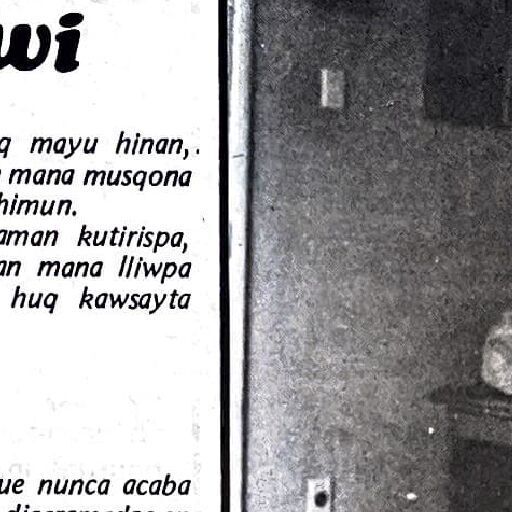 wi
q mayu hinan,.
mana musqona
himun.
aman kutirispa,
an mana lliwpa
huq kawsayta
ue nunca acaba